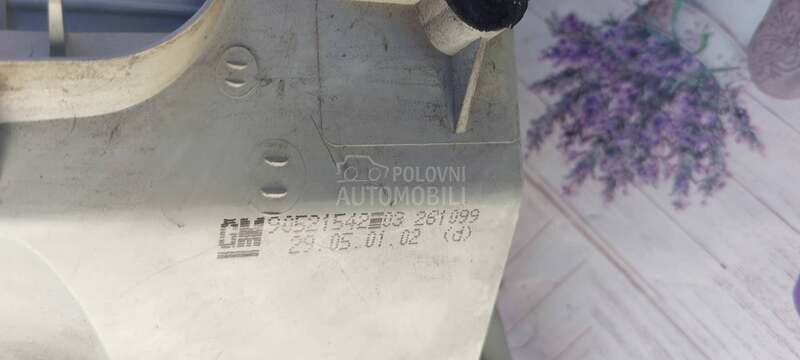 POLOVNI
AUTOMOBILI
GM 90521542 03 261099
29.05.01.02 (d)